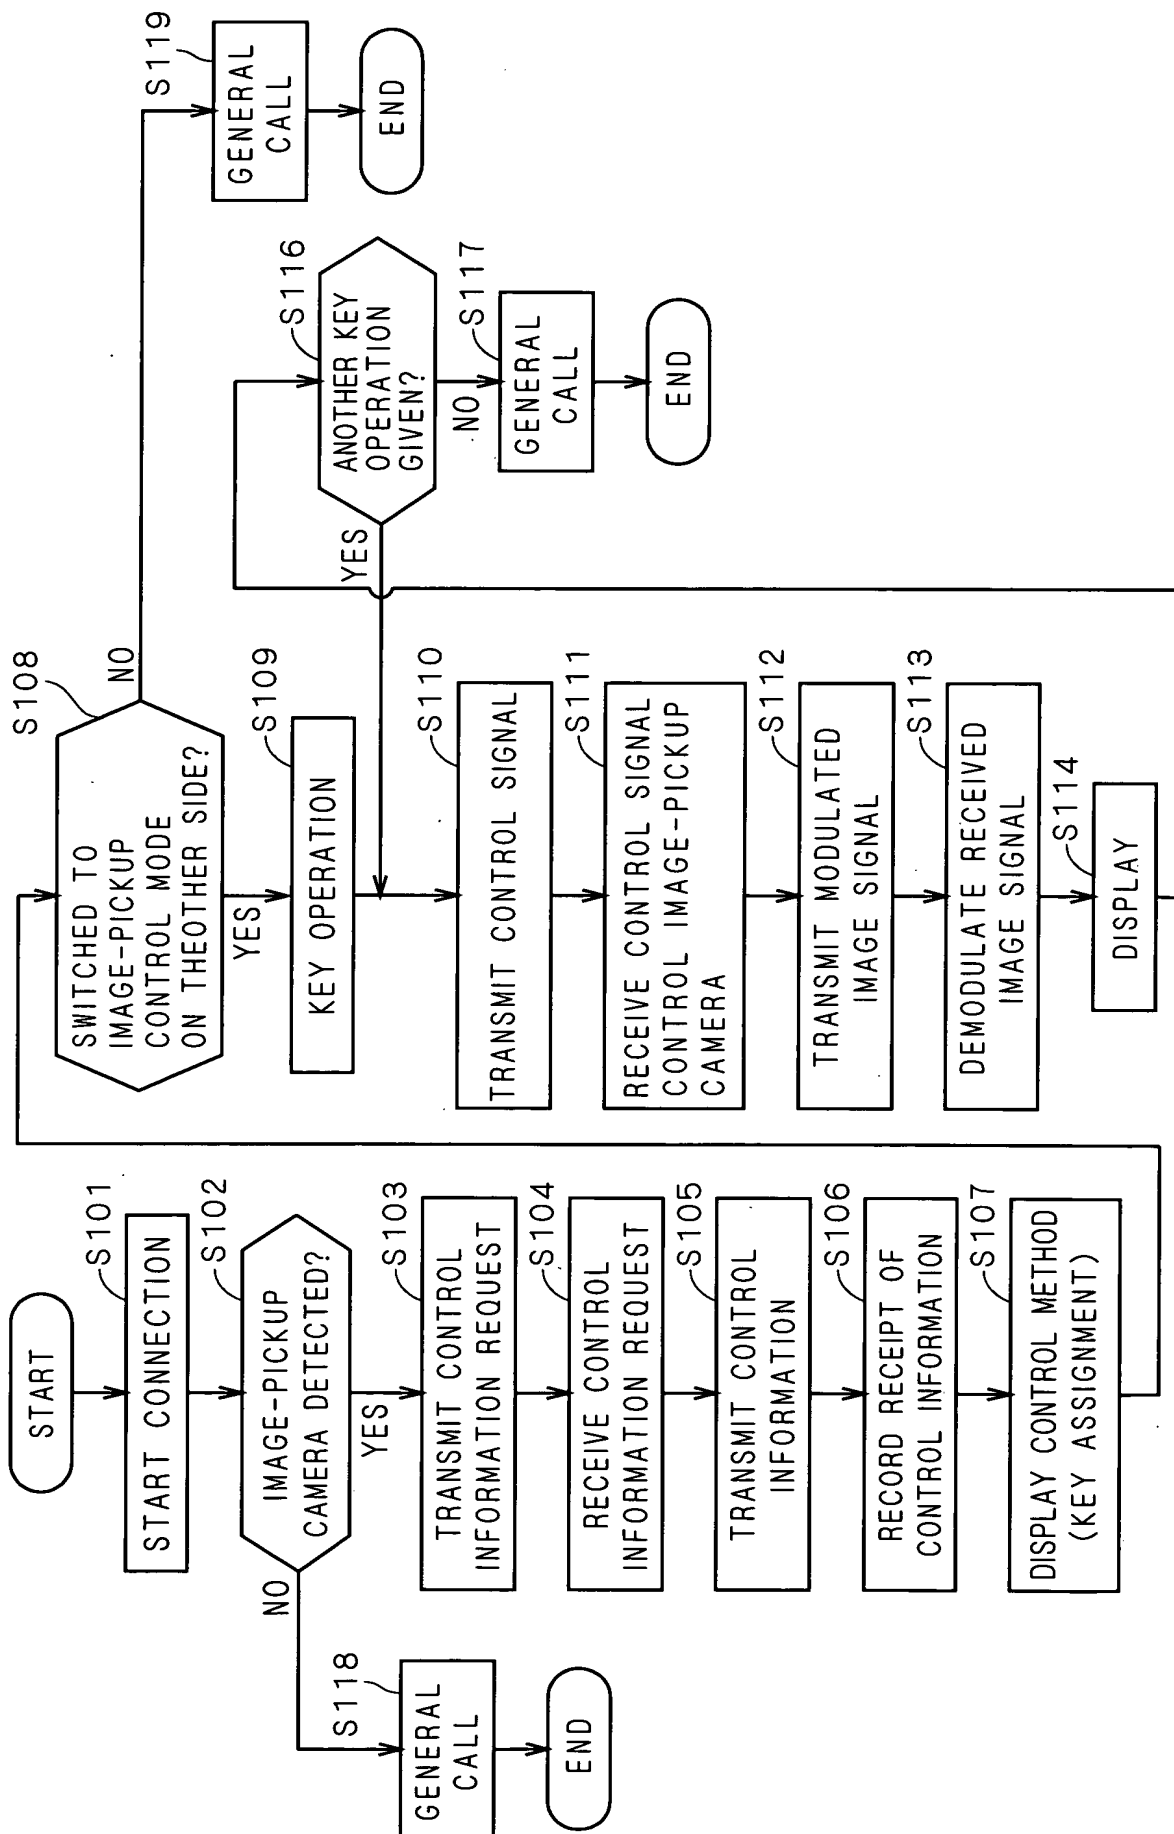 START
S101
START CONNECTION
S102
IMAGE-PICKUP
CAMERA DETECTED?
NO
YES
S118
GENERAL
CALL
END
S103
TRANSMIT CONTROL
INFORMATION REQUEST
S104
RECEIVE CONTROL
INFORMATION REQUEST
S105
TRANSMIT CONTROL
INFORMATION
S106
RECORD RECEIPT OF
CONTROL INFORMATION
S107
DISPLAY CONTROL METHOD
(KEY ASSIGNMENT)
S108
SWITCHED TO
IMAGE-PICKUP
CONTROL MODE
ON THEOTHER SIDE?
NO
YES
S109
KEY OPERATION
S110
TRANSMIT CONTROL SIGNAL
S111
RECEIVE CONTROL SIGNAL
CONTROL IMAGE-PICKUP
CAMERA
S112
TRANSMIT MODULATED
IMAGE SIGNAL
S113
DEMODULATE RECEIVED
IMAGE SIGNAL
S114
DISPLAY
S116
ANOTHER KEY
OPERATION
GIVEN?
YES
NO
S117
GENERAL
CALL
END
S119
GENERAL
CALL
END